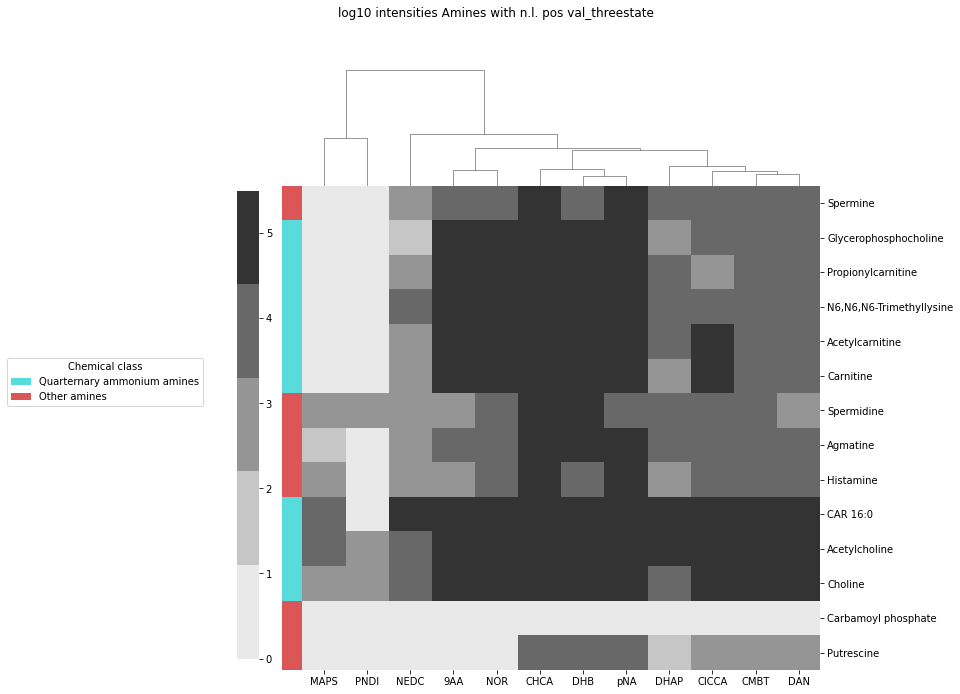 log10 intensities Amines with n.l. pos val_threestate
Chemical class
Quarternary ammonium amines
Other amines
5
4
3
2
1
0
Spermine
Glycerophosphocholine
Propionylcarnitine
N6,N6,N6-Trimethyllysine
Acetylcarnitine
Carnitine
Spermidine
Agmatine
Histamine
CAR 16:0
Acetylcholine
Choline
Carbamoyl phosphate
Putrescine
MAPS PNDI NEDC 9AA NOR CHCA DHB pNA DHAP ClCCA CMBT DAN